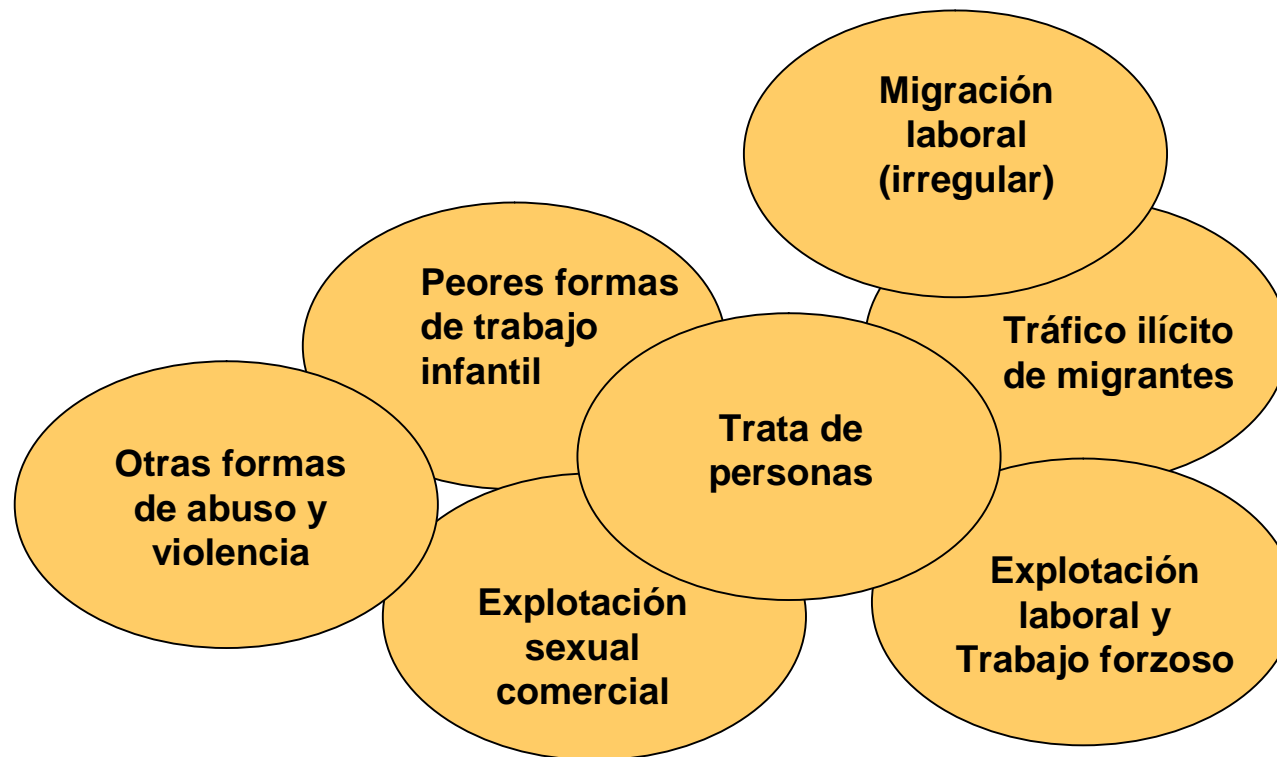 Migración
laboral
(irregular)
Peores formas
de trabajo
infantil
Tráfico ilícito
de migrantes
Trata de
personas
Otras formas
de abuso y
violencia
Explotación
sexual
comercial
Explotación
laboral y
Trabajo forzoso